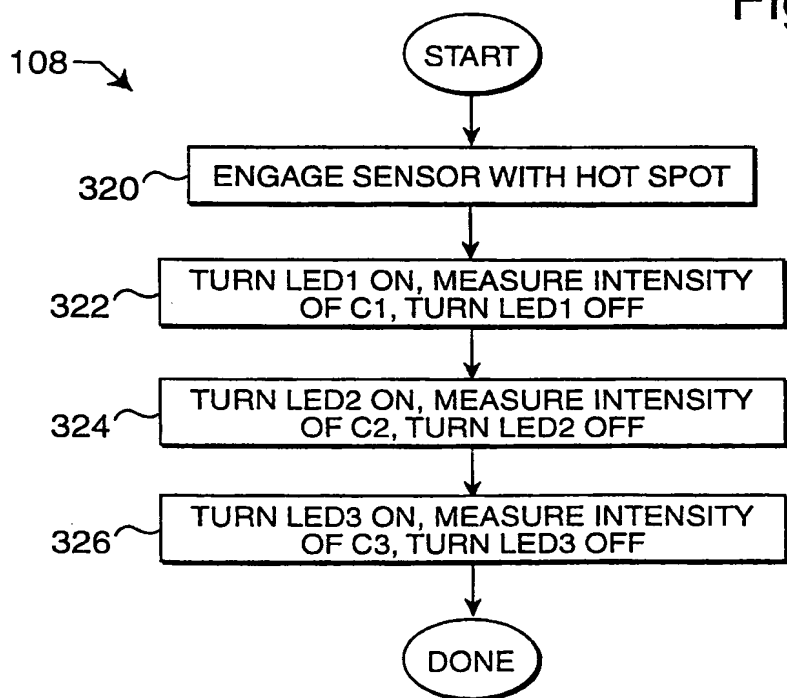 Fig
108
START
320
ENGAGE SENSOR WITH HOT SPOT
322
TURN LED1 ON, MEASURE INTENSITY
OF C1, TURN LED1 OFF
324
TURN LED2 ON, MEASURE INTENSITY
OF C2, TURN LED2 OFF
326
TURN LED3 ON, MEASURE INTENSITY
OF C3, TURN LED3 OFF
DONE